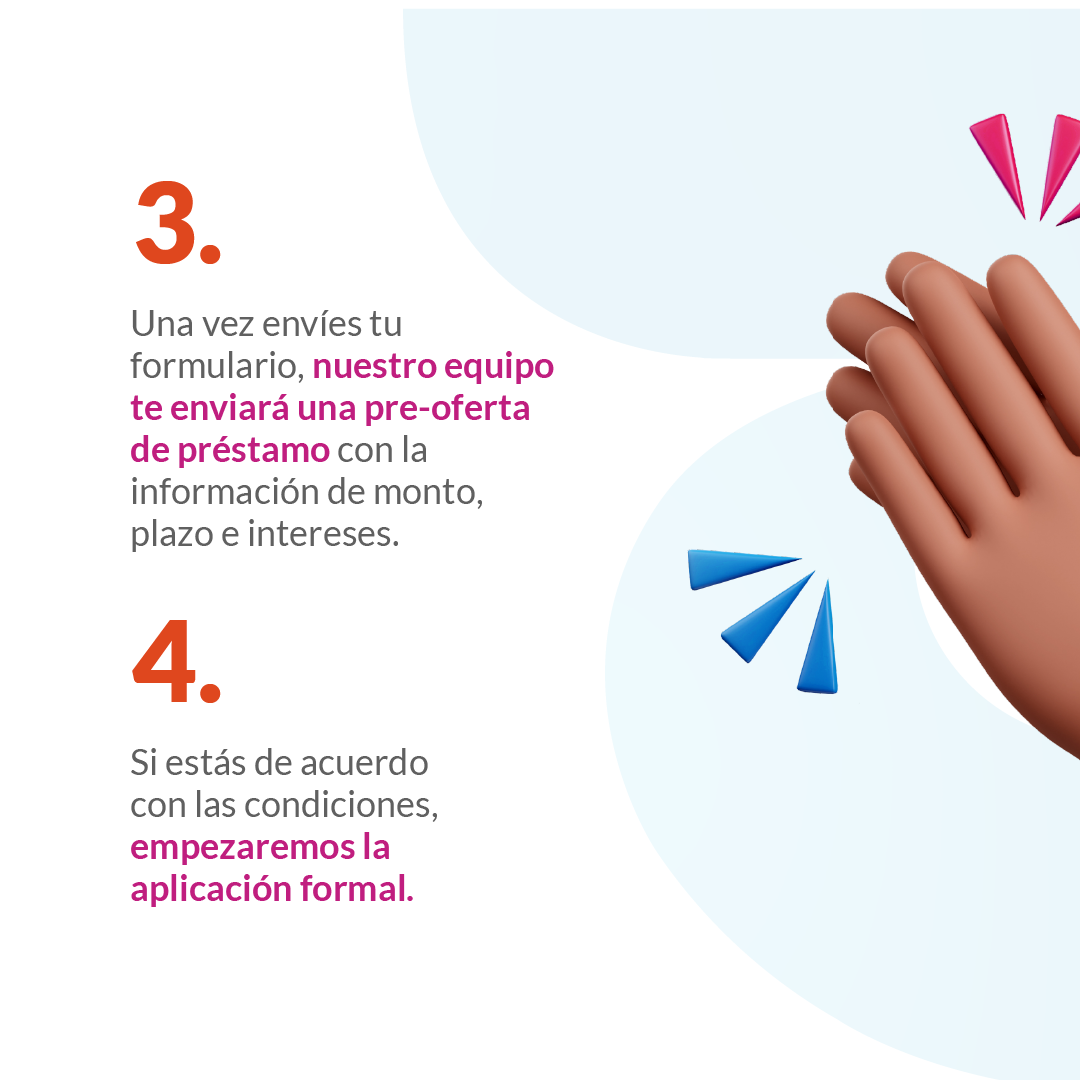 3.
Una vez envíes tu
formulario, nuestro equipo
te enviará una pre-oferta
de préstamo con la
información de monto,
plazo e intereses.
4.
Si estás de acuerdo
con las condiciones,
empezaremos la
aplicación formal.